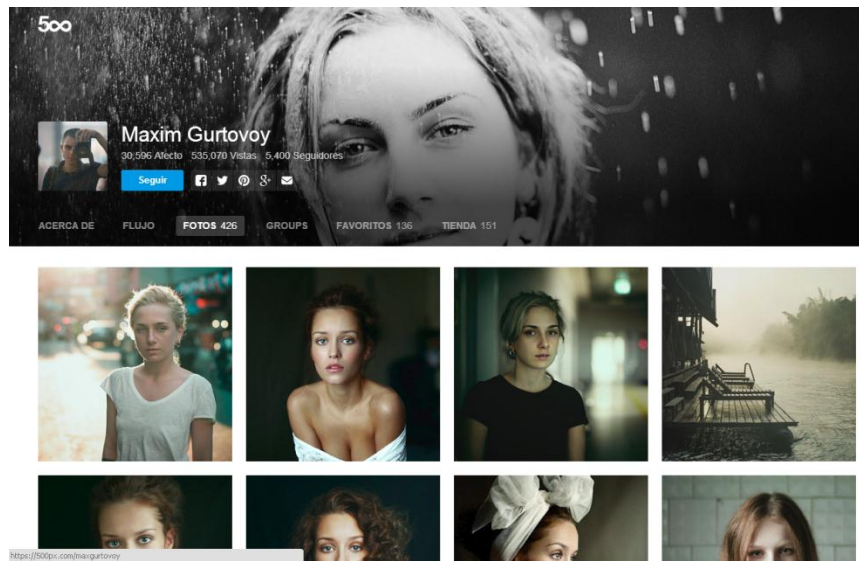 500
Maxim Gurtovoy
30,596 Afecto 535,070 Vistas 5,400 Seguidores
Seguir
ACERCA DE FLUJO FOTOS 426 GROUPS FAVORITOS 136 TIENDA 151
https://500px.com/maxgurtovoy